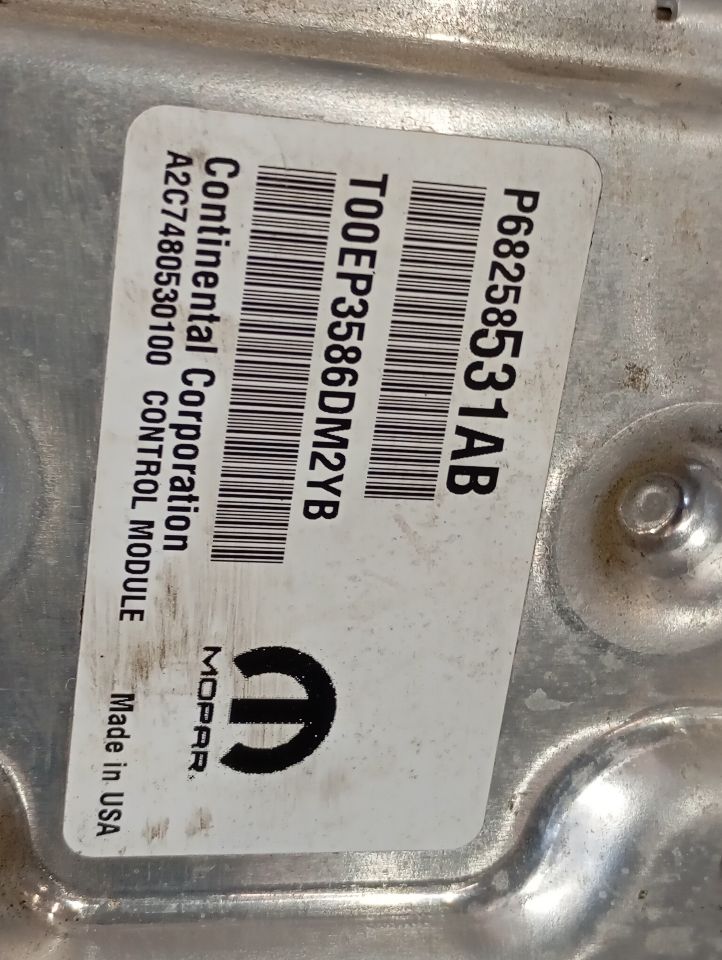 P68258531AB
T00EP3586DM2YB
Continental Corporation
A2C7480530100 CONTROL MODULE
MOPAR
Made in USA